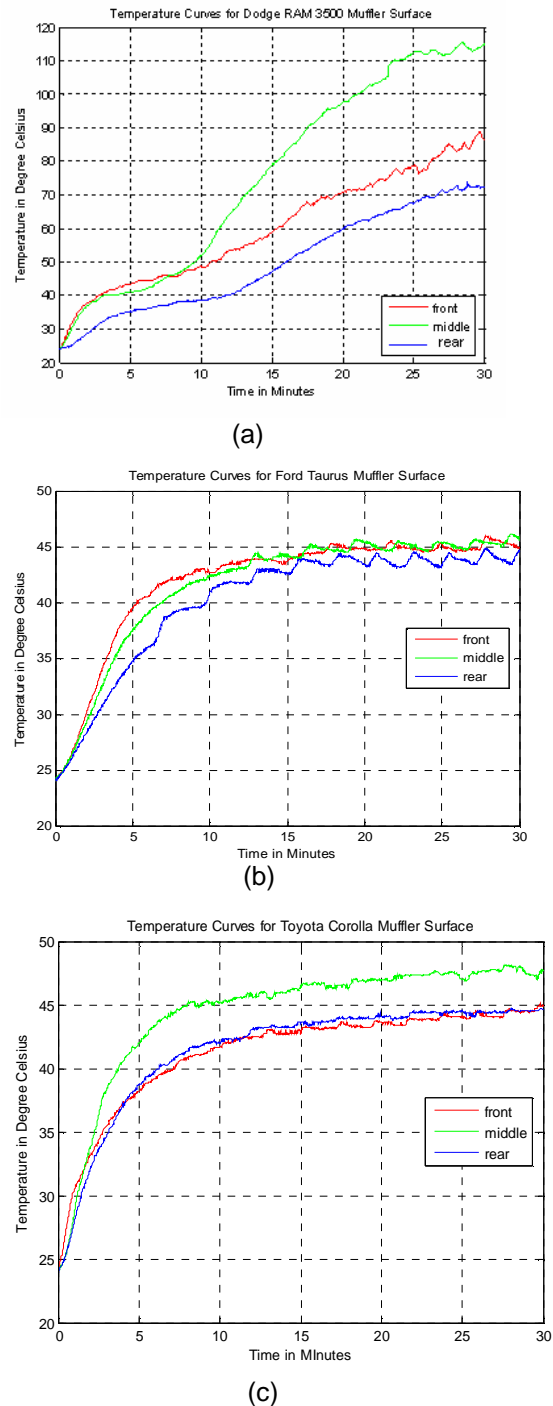 Temperature Curves for Dodge RAM 3500 Muffler Surface
120
110
100
90
80
70
60
50
40
30
20
Temperature in Degree Celsius
front
middle
rear
0 5 10 15 20 25 30
Time in Minutes
(a)
Temperature Curves for Ford Taurus Muffler Surface
50
45
40
35
30
25
20
Temperature in Degree Celsius
front
middle
rear
0 5 10 15 20 25 30
Time in Minutes
(b)
Temperature Curves for Toyota Corolla Muffler Surface
50
45
40
35
30
25
20
Temperature in Degree Celsius
front
middle
rear
0 5 10 15 20 25 30
Time in MInutes
(c)